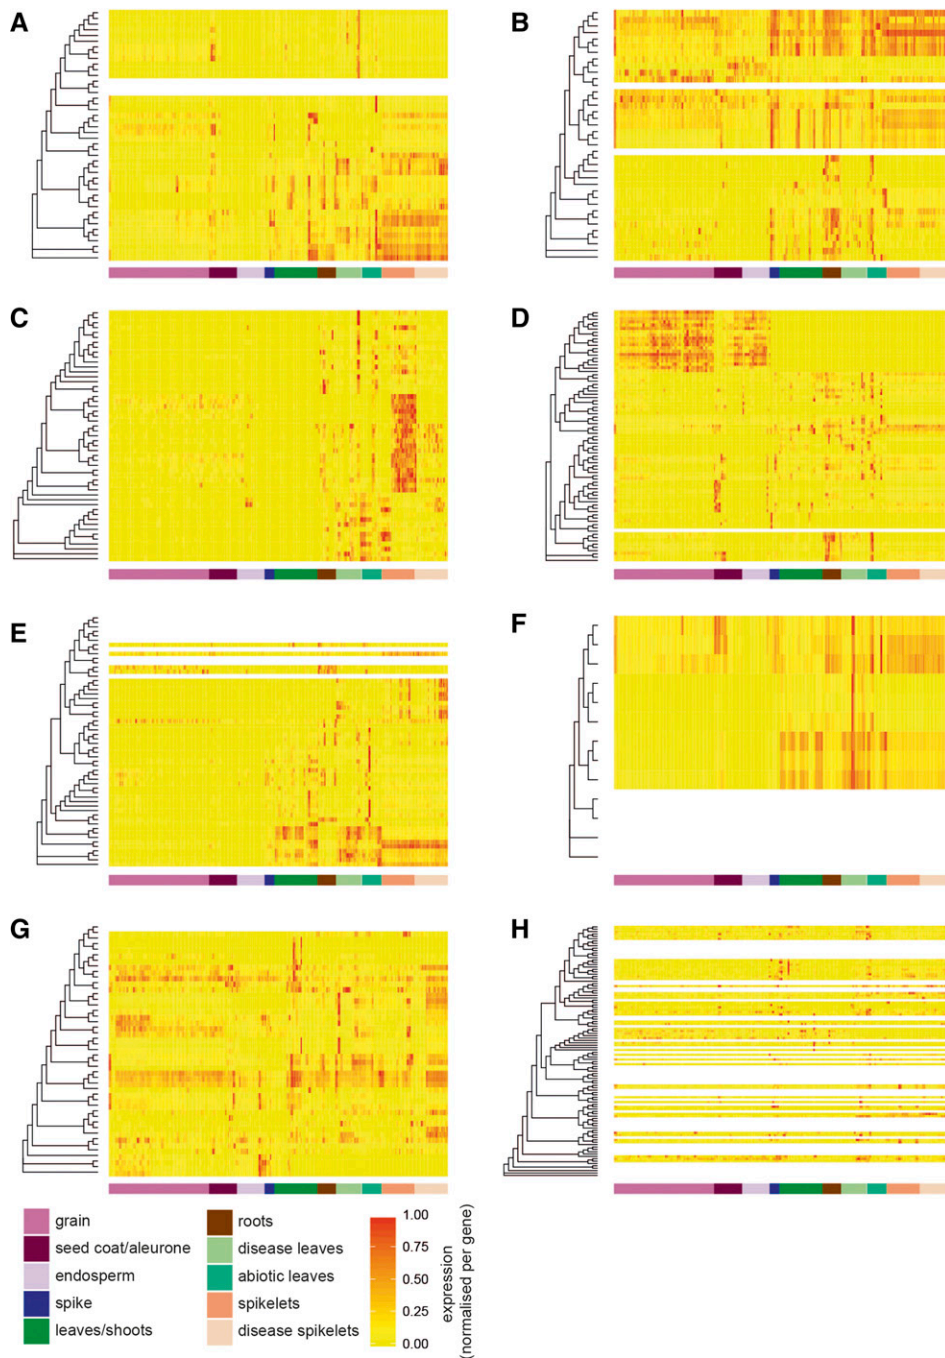 A
B
C
D
E
F
G
H
grain
seed coat/aleurone
endosperm
spike
leaves/shoots
roots
disease leaves
abiotic leaves
spikelets
disease spikelets
1.00
0.75
0.50
0.25
0.00
expression
(normalised per gene)